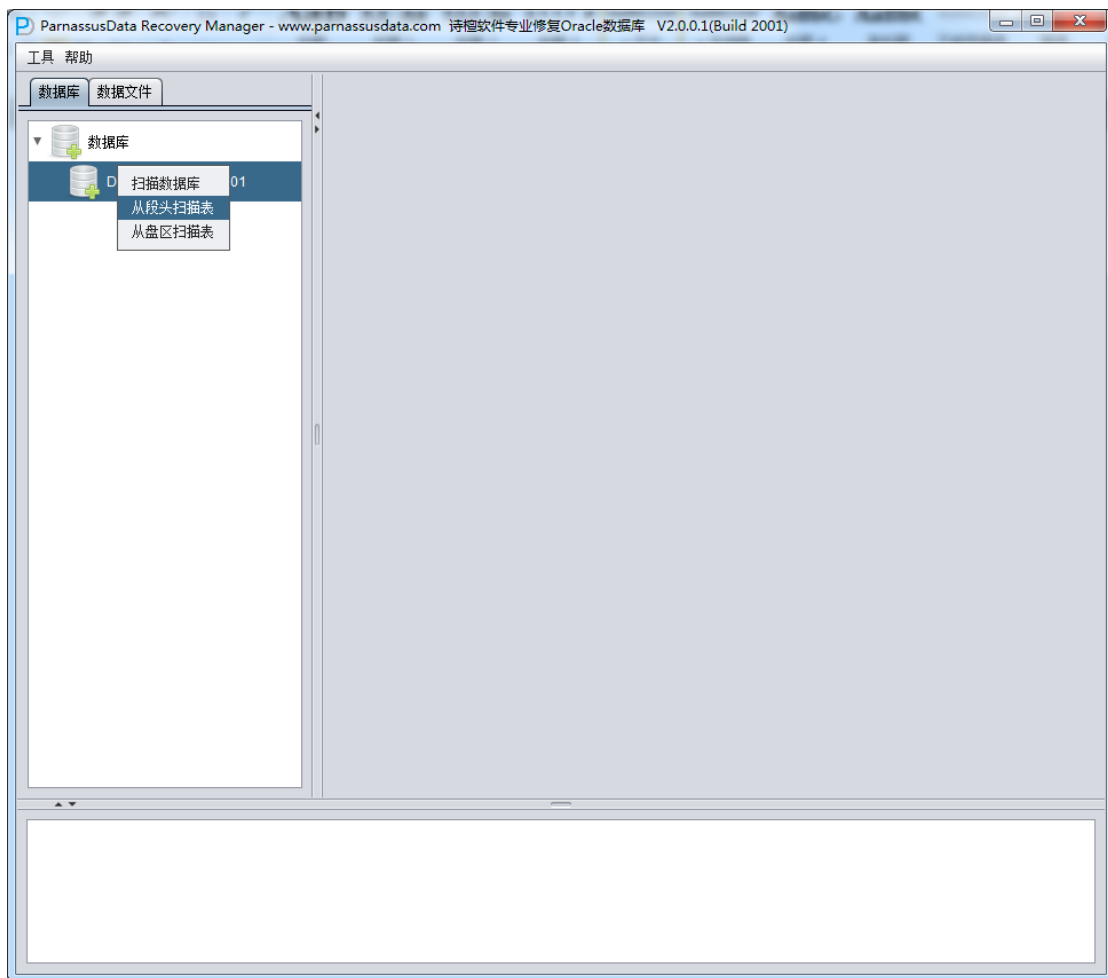 ParnassusData Recovery Manager - www.parnassusdata.com 诗檀软件专业修复Oracle数据库 V2.0.0.1(Build 2001)
工具 帮助
数据库 数据文件
数据库
D 01
扫描数据库
从段头扫描表
从盘区扫描表